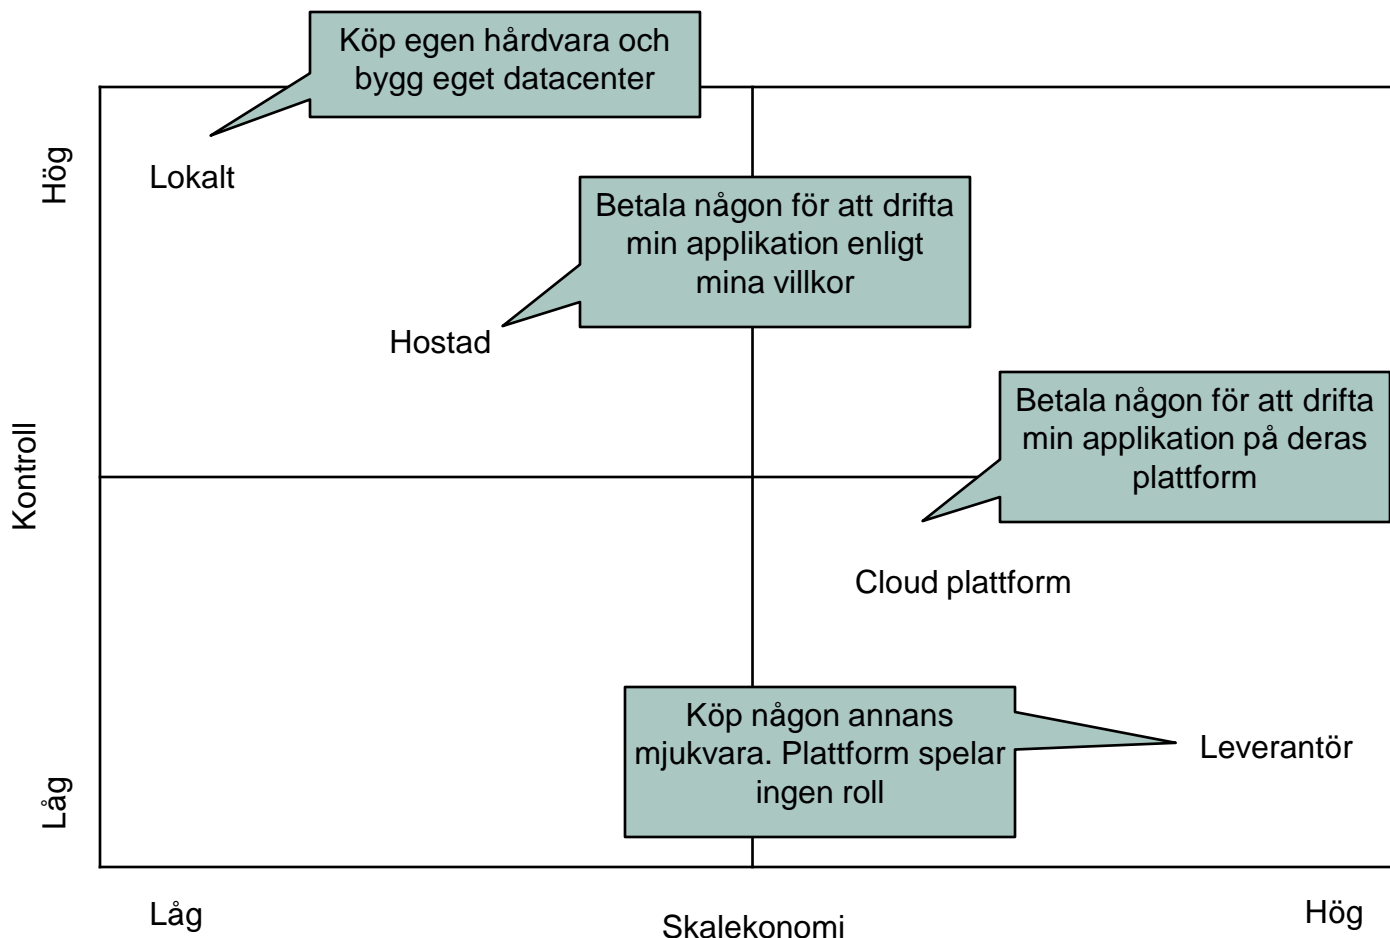 Köp egen hårdvara och
bygg eget datacenter
Hög
Lokalt
Betala någon för att drifta
min applikation enligt
mina villkor
Hostad
Betala någon för att drifta
min applikation på deras
plattform
Kontroll
Cloud plattform
Köp någon annans
mjukvara. Plattform spelar
ingen roll
Leverantör
Låg
Låg
Skalekonomi
Hög